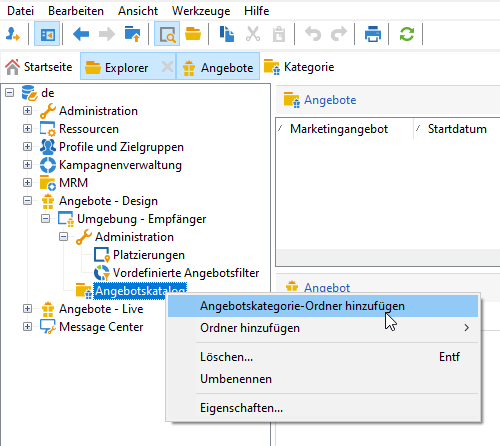 Datei Bearbeiten Ansicht Werkzeuge Hilfe
Startseite Explorer Angebote Kategorie
de
Administration
Ressourcen
Profile und Zielgruppen
Kampagnenverwaltung
MRM
Angebote - Design
Umgebung - Empfänger
Administration
Platzierungen
Vordefinierte Angebotsfilter
Angebotskatalog
Angebote - Live
Message Center
Angebote
Marketingangebot Startdatum
Angebot
Angebotskategorie-Ordner hinzufügen
Ordner hinzufügen
Löschen... Entf
Umbenennen
Eigenschaften...